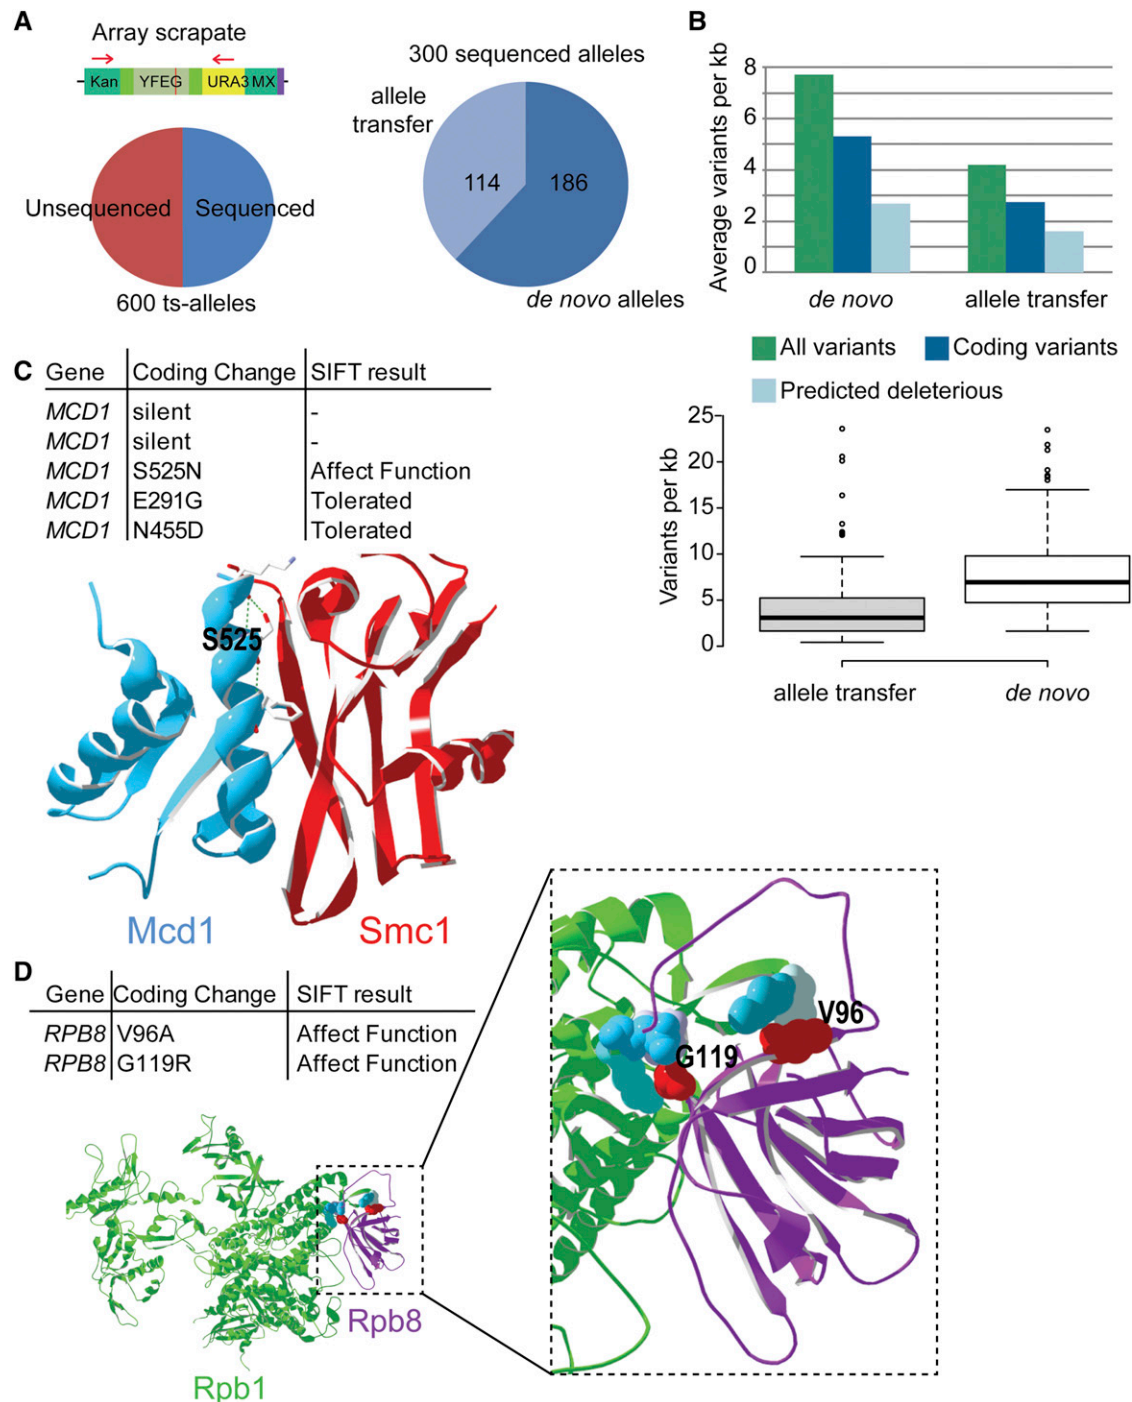 A
Array scrapate
Kan YFEG URA3 MX
Unsequenced Sequenced
600 ts-alleles
300 sequenced alleles
allele
transfer
114 186
de novo alleles
B
Average variants per kb
8
6
4
2
0
de novo allele transfer
All variants Coding variants
Predicted deleterious
Variants per kb
25
20
15
10
5
0
allele transfer de novo
C
Gene Coding Change SIFT result
MCD1 silent -
MCD1 silent -
MCD1 S525N Affect Function
MCD1 E291G Tolerated
MCD1 N455D Tolerated
S525
Mcd1 Smc1
D
Gene Coding Change SIFT result
RPB8 V96A Affect Function
RPB8 G119R Affect Function
Rpb8
Rpb1
V96
G119